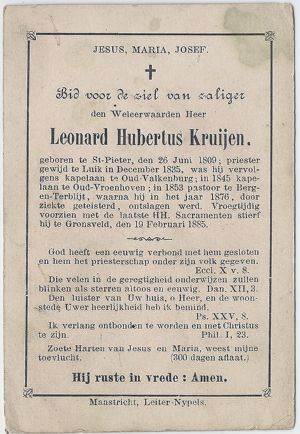 JESUS, MARIA, JOSEF.
Bid voor de ziel van zaliger
den Weleerwaarden Heer
Leonard Hubertus Kruijen.
geboren te St-Pieter, den 26 Juni 1809; priester
gewijd te Luik in December 1835, was hij vervol-
gens kapelaan te Oud-Valkenburg; in 1845 kape-
laan te Oud-Vroenhoven; in 1853 pastoor te Berg-
en-Terblijt, waarna hij in het jaar 1876, door
ziekte geteisterd, ontslagen werd. Vroegtijdig
voorzien met de laatste HH. Sacramenten stierf
hij te Gronsveld, den 19 Februari 1885.
God heeft een eeuwig verbond met hem gesloten
en hem het priesterschap onder zijn volk gegeven.
Eccl. X v. 8.
Die velen in de geregtigheid onderwijzen zullen
blinken als sterren altoos en eeuwig. Dan. XII, 3.
Den luister van Uw huis, o Heer, en de woon-
stede Uwer heerlijkheid heb ik bemind.
Ps. XXV, 8.
Ik verlang ontbonden te worden en met Christus
te zijn. Phil. I, 23.
Zoete Harten van Jesus en Maria, weest mijne
toevlucht. (300 dagen aflaat.)
Hij ruste in vrede: Amen.
Maastricht, Leiter-Nypels.